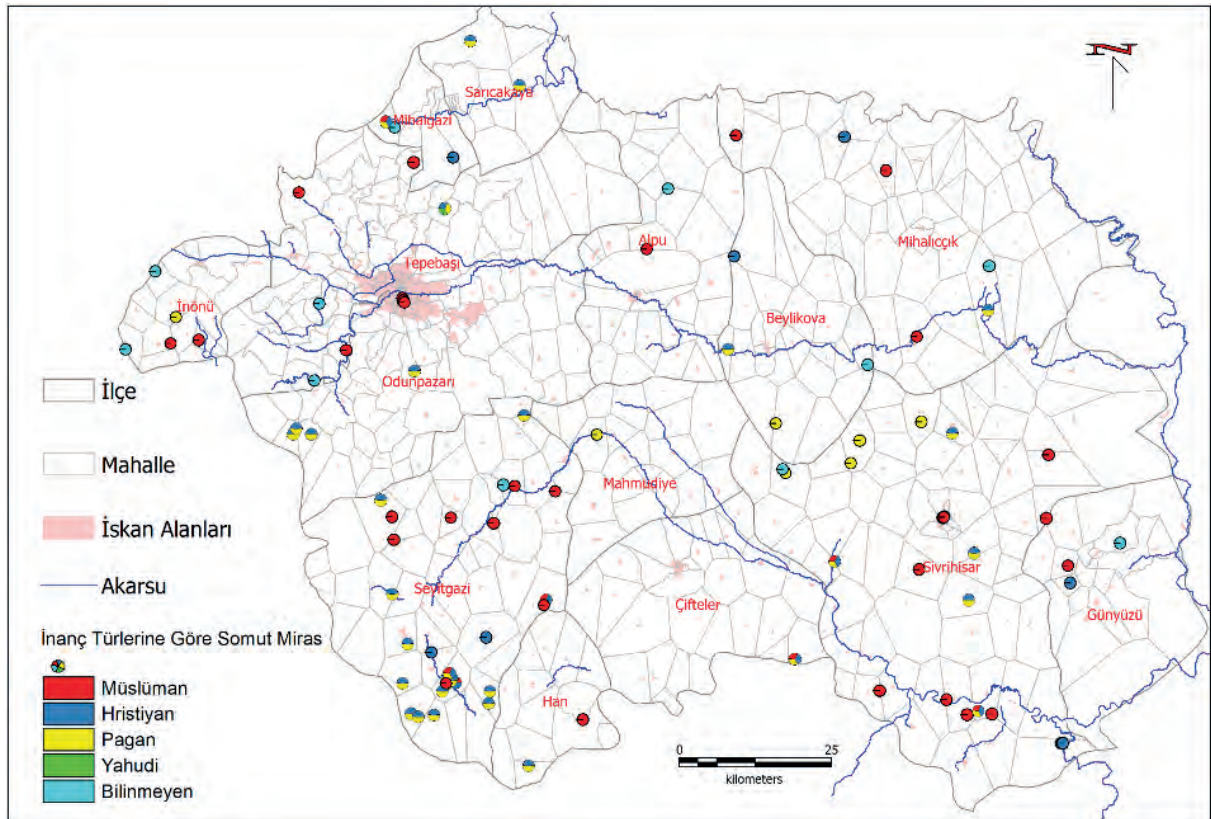 N
Sarıcakaya
Mihalgazi
Alpu
Mihalıççık
Tepebaşı
İnönü
Beylikova
Odunpazarı
Mahmudiye
Seyitgazi
Çifteler
Sivrihisar
Günyüzü
Han
İlçe
Mahalle
İskan Alanları
Akarsu
İnanç Türlerine Göre Somut Miras
Müslüman
Hristiyan
Pagan
Yahudi
Bilinmeyen
0 25
kilometers